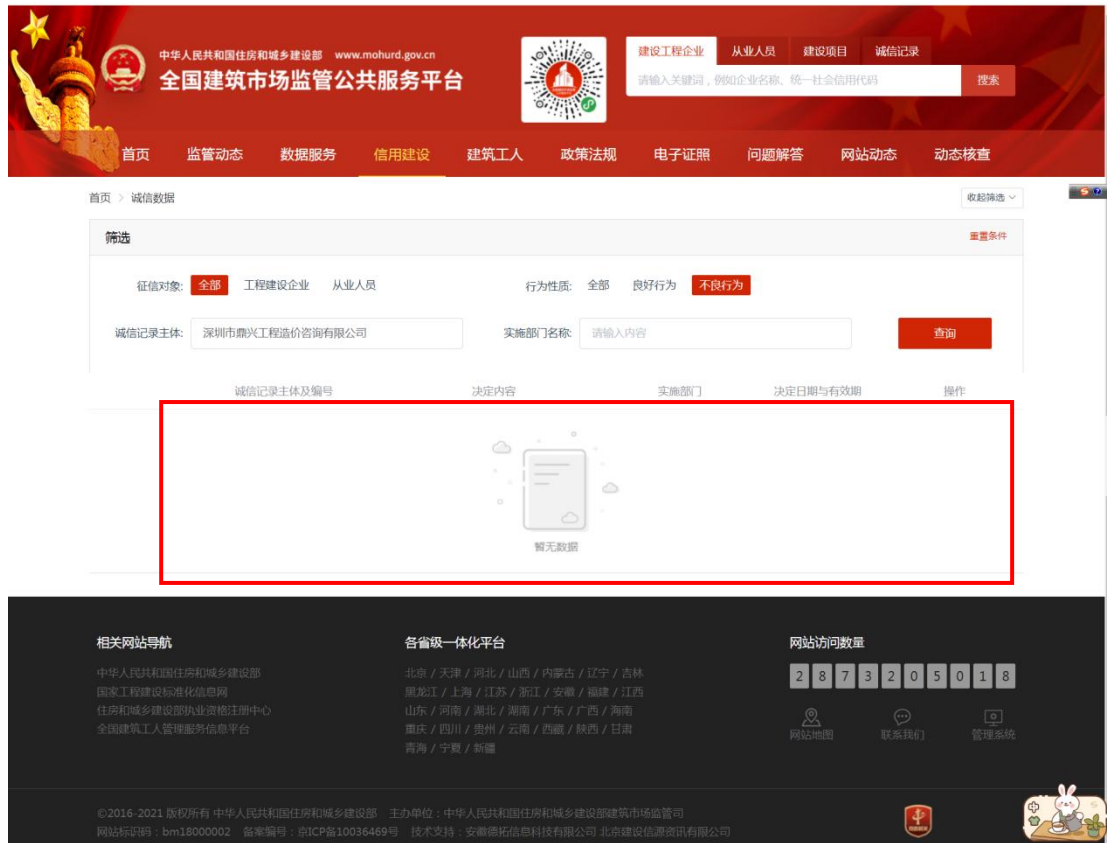 中华人民共和国住房和城乡建设部 www.mohurd.gov.cn
全国建筑市场监管公共服务平台
建设工程企业 从业人员 建设项目 诚信记录
请输入关键词，例如企业名称、统一社会信用代码 搜索
首页 监管动态 数据服务 信用建设 建筑工人 政策法规 电子证照 问题解答 网站动态 动态核查
首页 > 诚信数据 收起筛选
筛选 重置条件
征信对象: 全部 工程建设企业 从业人员 行为性质: 全部 良好行为 不良行为
诚信记录主体: 深圳市鼎兴工程造价咨询有限公司 实施部门名称: 请输入内容 查询
诚信记录主体及编号 决定内容 实施部门 决定日期与有效期 操作
暂无数据
相关网站导航 各省级一体化平台 网站访问数量
中华人民共和国住房和城乡建设部 北京 / 天津 / 河北 / 山西 / 内蒙古 / 辽宁 / 吉林 2873205018
国家工程建设标准化信息网 黑龙江 / 上海 / 江苏 / 浙江 / 安徽 / 福建 / 江西
住房和城乡建设部执业资格注册中心 山东 / 河南 / 湖北 / 湖南 / 广东 / 广西 / 海南
全国建筑工人管理服务信息平台 重庆 / 四川 / 贵州 / 云南 / 西藏 / 陕西 / 甘肃
青海 / 宁夏 / 新疆
网站地图 联系我们 管理系统
©2016-2021 版权所有 中华人民共和国住房和城乡建设部 主办单位：中华人民共和国住房和城乡建设部建筑市场监管司
网站标识码：bm18000002 备案编号：京ICP备10036469号 技术支持：安徽德拓信息科技有限公司 北京建设信源资讯有限公司